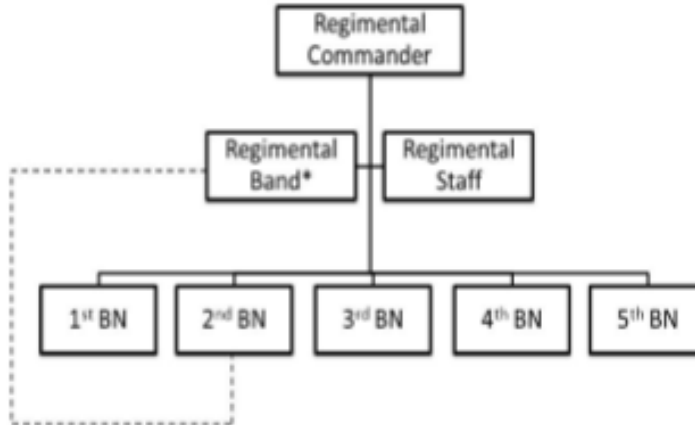 Regimental
Commander
Regimental
Band*
Regimental
Staff
1st BN
2nd BN
3rd BN
4th BN
5th BN